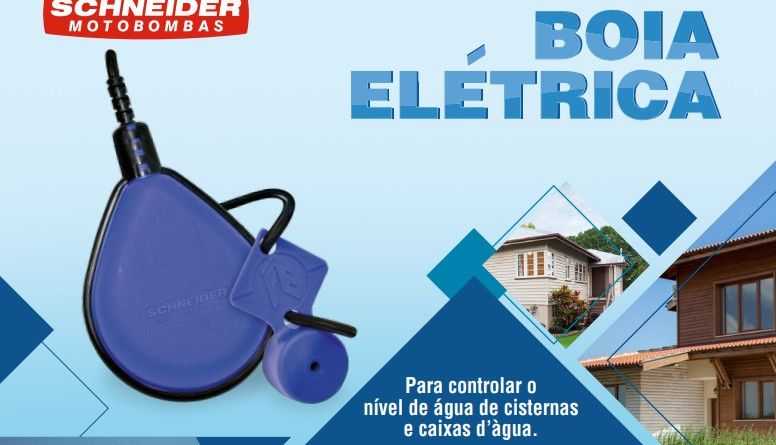 SCHNEIDER
MOTOBOMBAS
BOIA
ELÉTRICA
SCHNEIDER
Para controlar o
nível de água de cisternas
e caixas d’àgua.